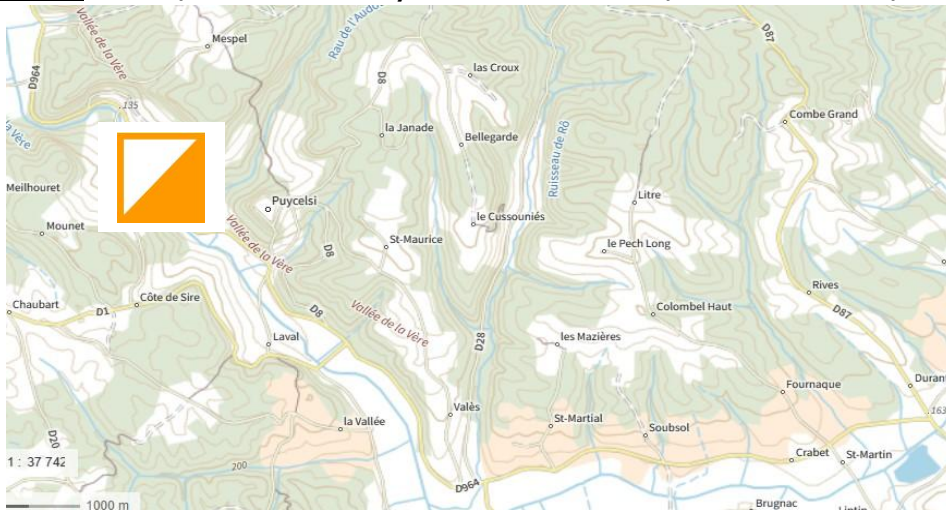 Vallée de la Vère
Mespel
Rau de l'Audou
D87
D964
D8
las Croux
.135
Combe Grand
la Vère
la Janade
Bellegarde
Ruisseau de Rô
Meilhouret
Puycelsi
Litre
le Cussouniés
Mounet
Vallée de la Vère
D8
St-Maurice
le Pech Long
Rives
Chaubart
D1
Côte de Sire
D8
Vallée de la Vère
Colombel Haut
D87
Laval
D28
les Mazières
Fournaque
Duran
Valès
.163
la Vallée
St-Martial
Soubsol
D20
Crabet
St-Martin
1 : 37 742
200
D964
1000 m
Brugnac